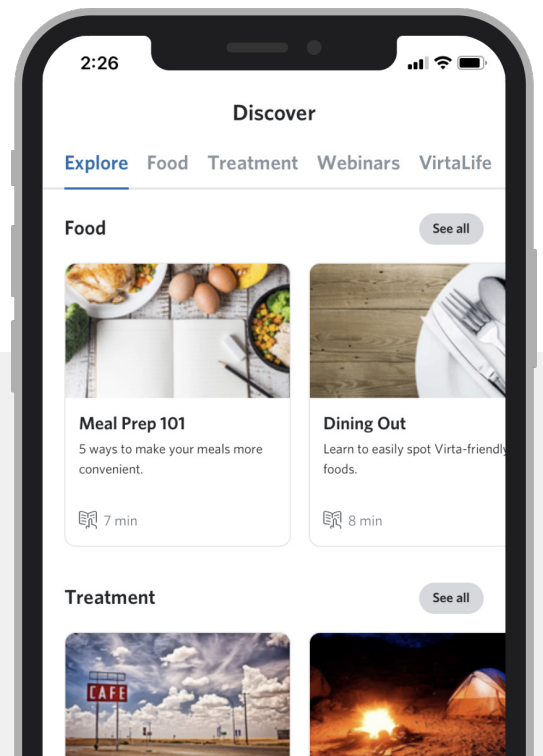 2:26
Discover
Explore Food Treatment Webinars VirtaLife
Food See all
Meal Prep 101
5 ways to make your meals more
convenient.
7 min
Dining Out
Learn to easily spot Virta-friendly
foods.
8 min
Treatment See all
CAFE